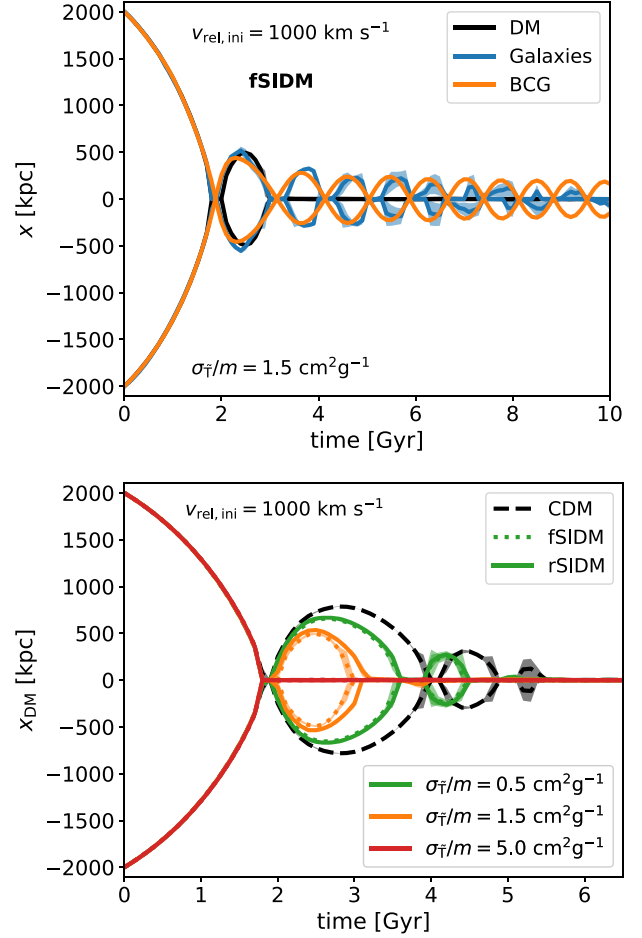 2000
1500
1000
500
0
−500
−1000
−1500
−2000
x [kpc]
v_rel, ini = 1000 km s⁻¹
fSIDM
DM
Galaxies
BCG
σ_T̃/m = 1.5 cm²g⁻¹
0 2 4 6 8 10
time [Gyr]
2000
1500
1000
500
0
−500
−1000
−1500
−2000
x_DM [kpc]
v_rel, ini = 1000 km s⁻¹
CDM
fSIDM
rSIDM
σ_T̃/m = 0.5 cm²g⁻¹
σ_T̃/m = 1.5 cm²g⁻¹
σ_T̃/m = 5.0 cm²g⁻¹
0 1 2 3 4 5 6
time [Gyr]